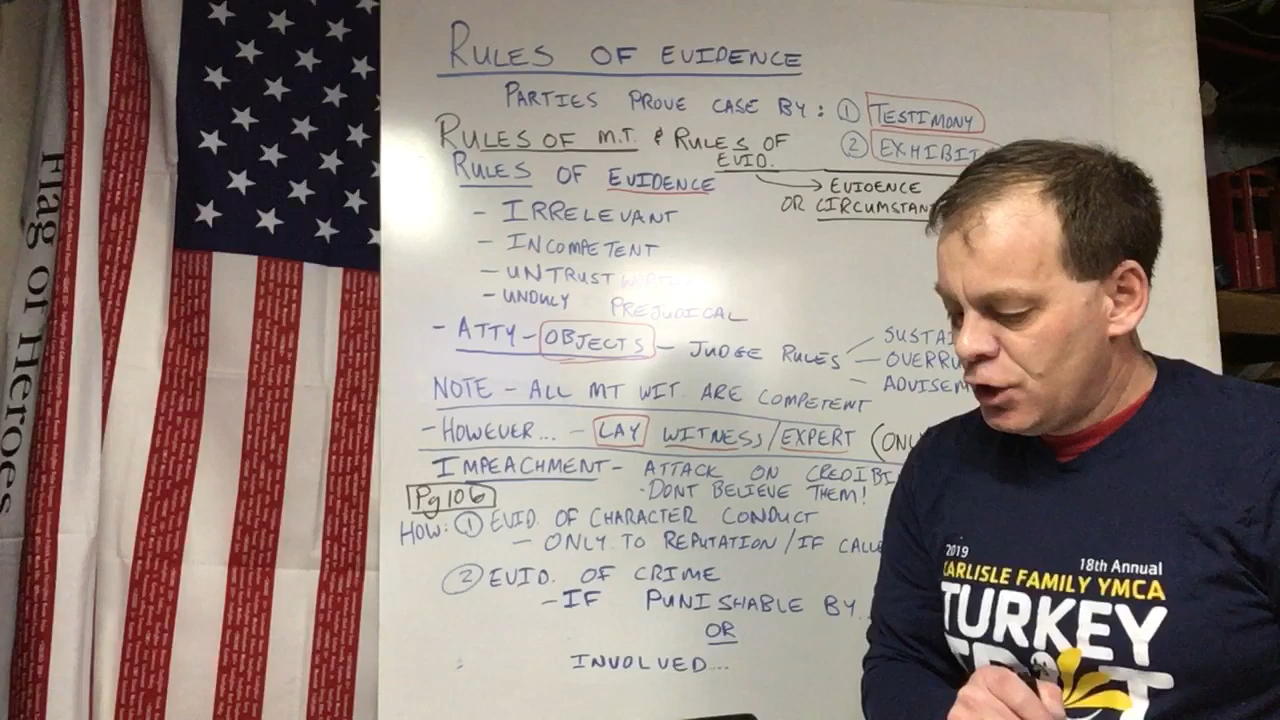 Flag of Heroes
RULES OF EVIDENCE
PARTIES PROVE CASE BY: ① TESTIMONY
② EXHIBIT
RULES OF M.T. & RULES OF EVID.
→ EVIDENCE
OR CIRCUMSTAN
RULES OF EVIDENCE
- IRRELEVANT
- INCOMPETENT
- UNTRUSTWORTH
- UNDULY PREJUDICAL
- ATTY - OBJECTS - JUDGE RULES
SUSTAI
- OVERRU
- ADVISEM
NOTE - ALL MT WIT. ARE COMPETENT
- HOWEVER... - LAY WITNESS/EXPERT (ONL
IMPEACHMENT - ATTACK ON CREDIBI
· DONT BELIEVE THEM!
Pg 106
HOW: ① EVID. OF CHARACTER CONDUCT
- ONLY TO REPUTATION/IF CALLE
② EVID. OF CRIME
- IF PUNISHABLE BY
OR
INVOLVED...
2019
18th Annual
CARLISLE FAMILY YMCA
TURKEY